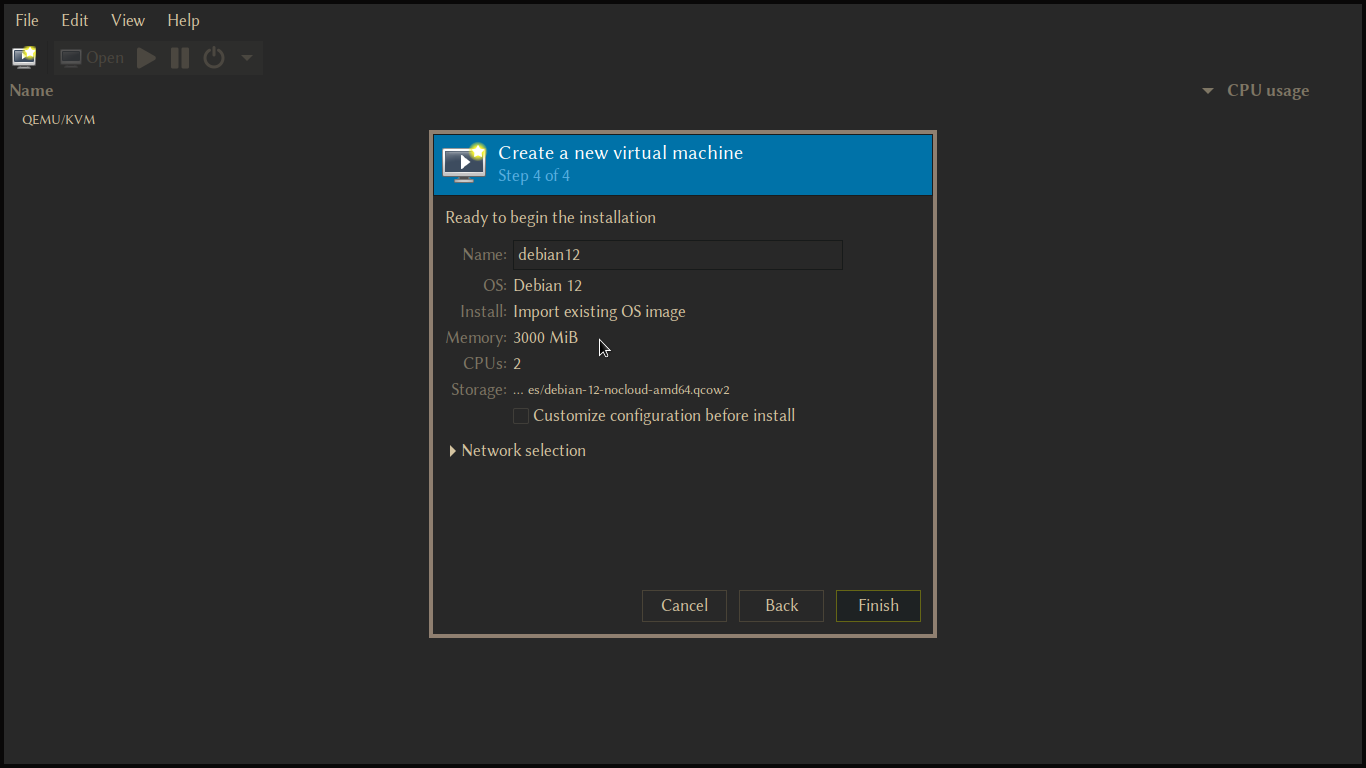 File Edit View Help
Open
Name CPU usage
QEMU/KVM
Create a new virtual machine
Step 4 of 4
Ready to begin the installation
Name: debian12
OS: Debian 12
Install: Import existing OS image
Memory: 3000 MiB
CPUs: 2
Storage: ... es/debian-12-nocloud-amd64.qcow2
Customize configuration before install
Network selection
Cancel Back Finish